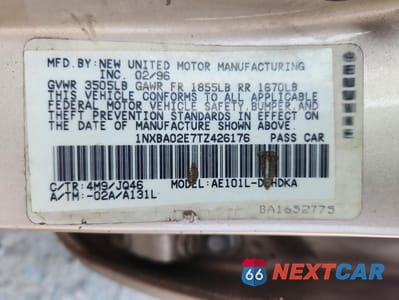 MFD.BY: NEW UNITED MOTOR MANUFACTURING
INC. 02/96
GVWR 3505LB GAWR FR 1855LB RR 1670LB
THIS VEHICLE CONFORMS TO ALL APPLICABLE
FEDERAL MOTOR VEHICLE SAFETY, BUMPER, AND
THEFT PREVENTION STANDARDS IN EFFECT ON
THE DATE OF MANUFACTURE SHOWN ABOVE.
1NXBA02E7TZ426176 PASS CAR
C/TR: 4M9/JQ46 MODEL: AE101L-DEHDKA
A/TM: -02A/A131L
BA1652775
66 NEXTCAR